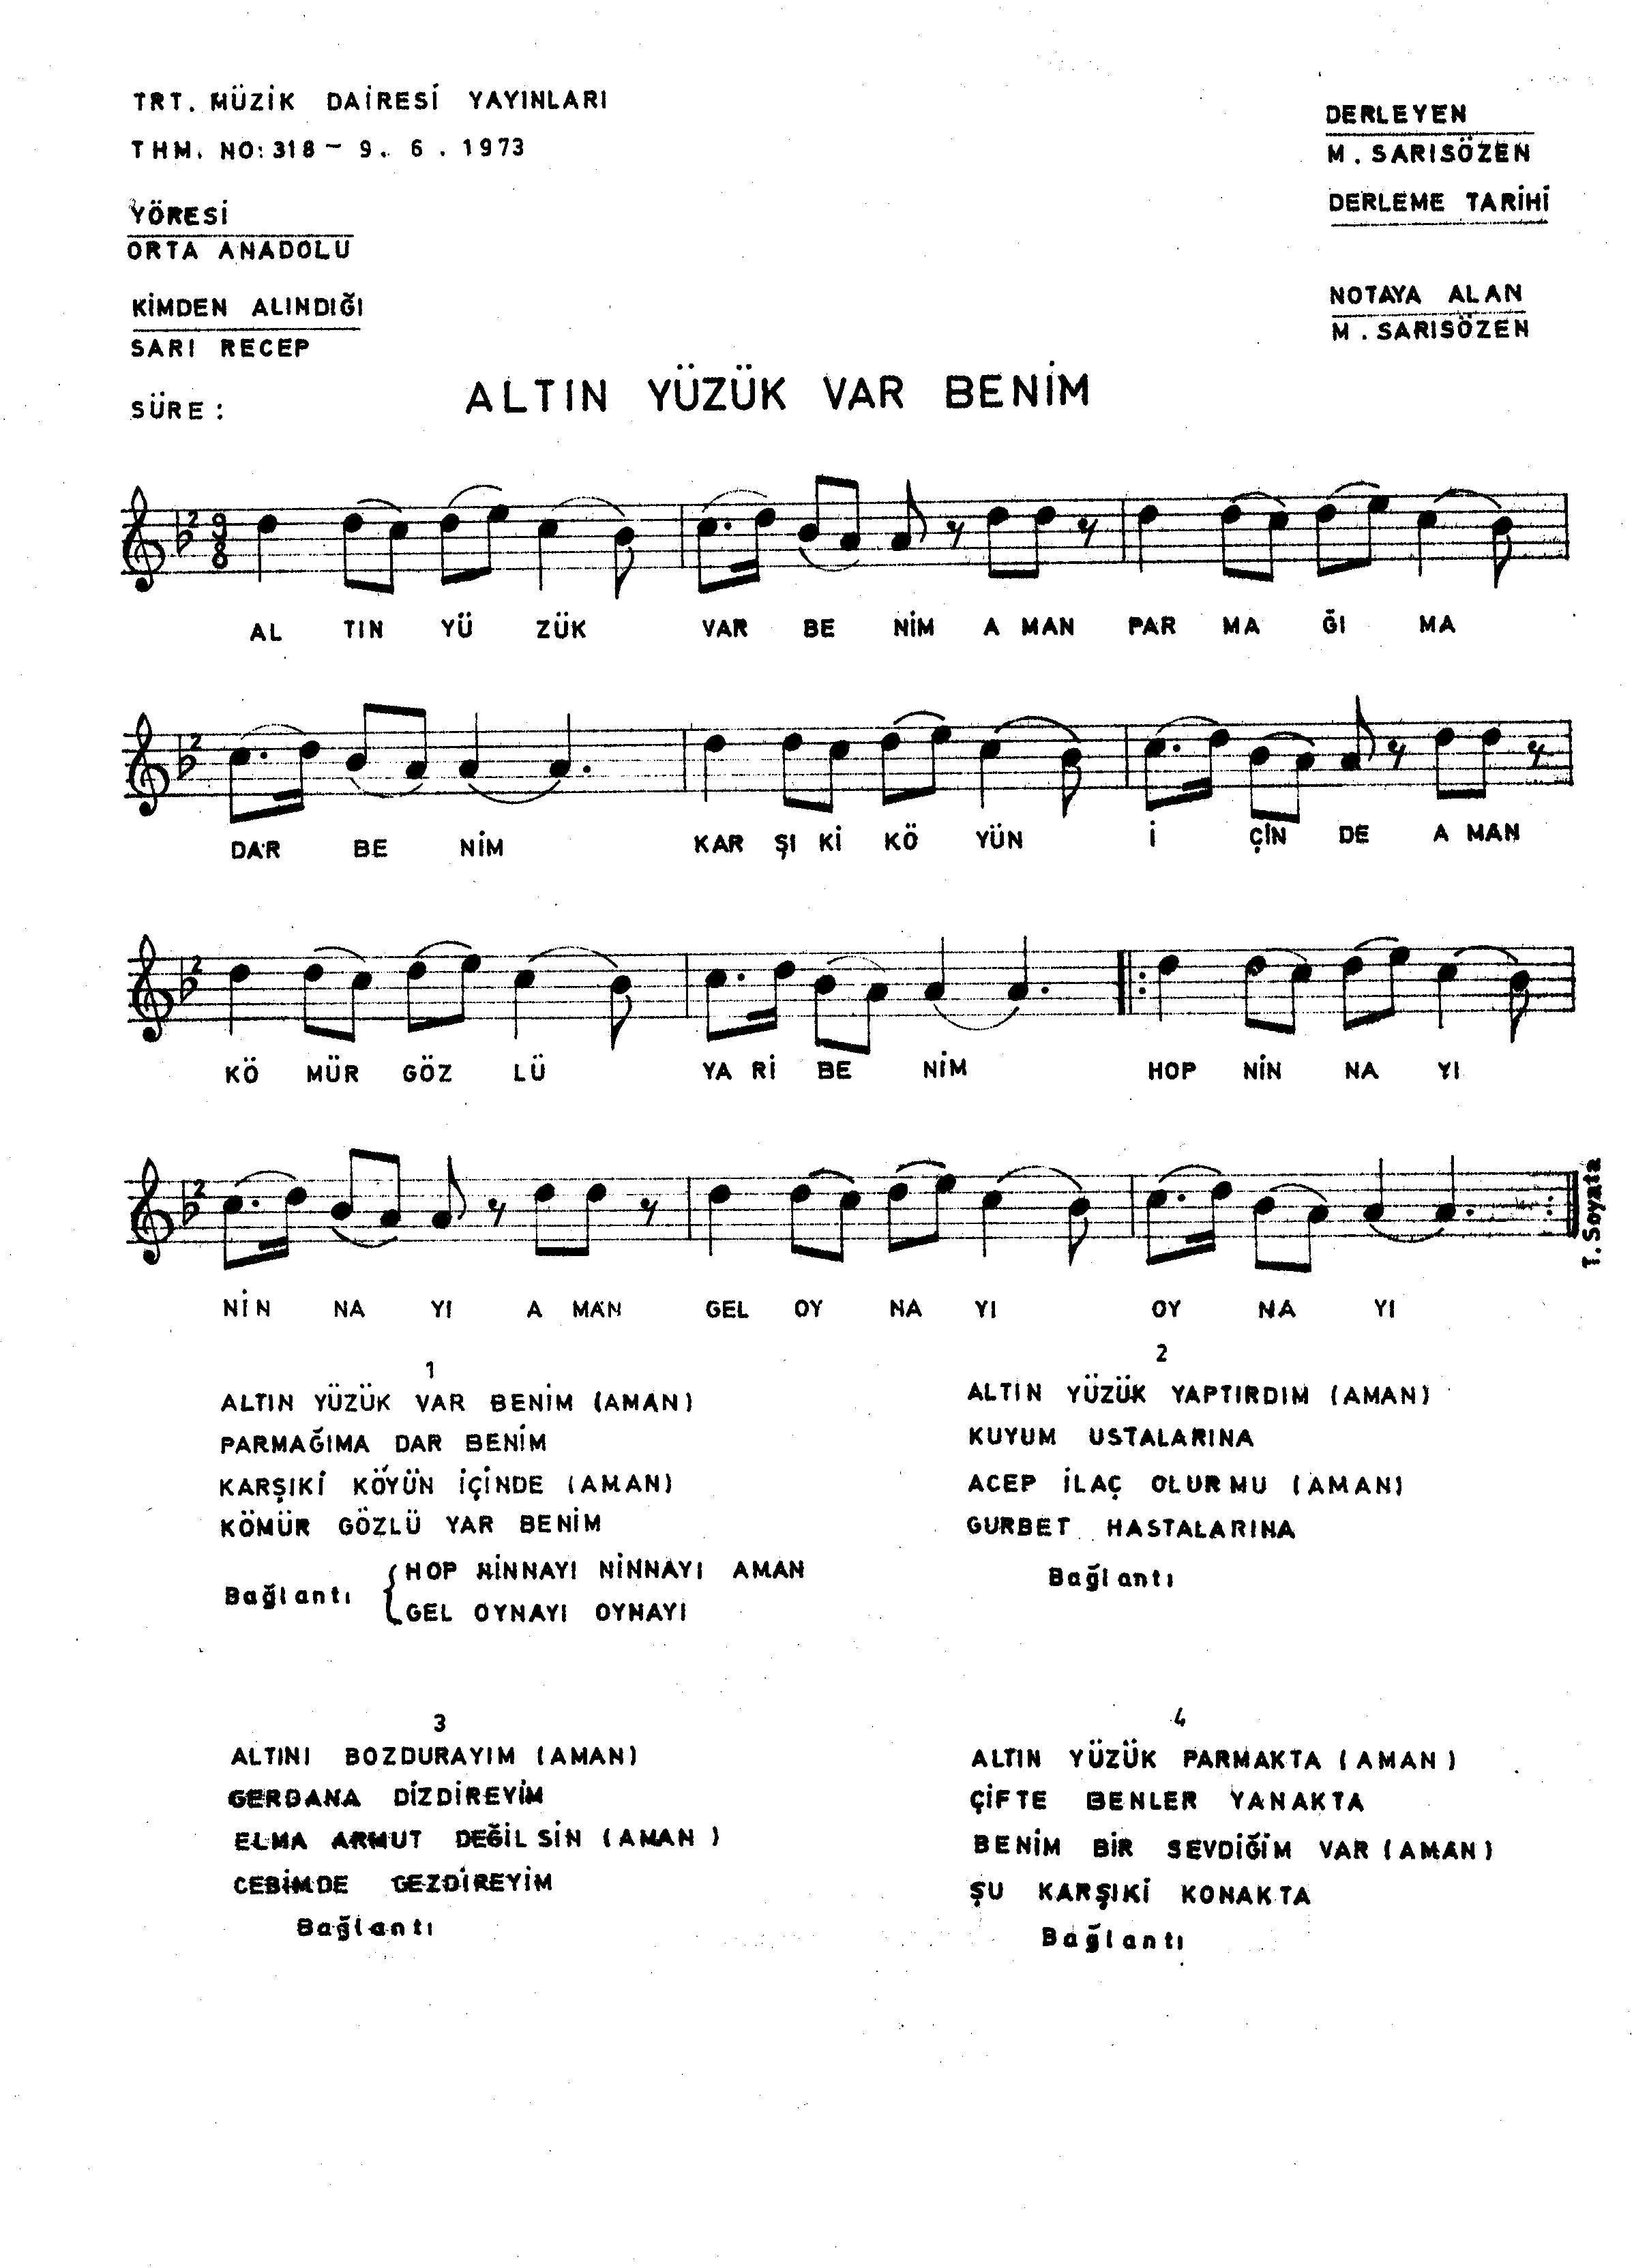 TRT. MÜZİK DAİRESİ YAYINLARI
THM. NO: 318 - 9. 6. 1973
DERLEYEN
M. SARISÖZEN
DERLEME TARİHİ
YÖRESİ
ORTA ANADOLU
KİMDEN ALINDIĞI
SARI RECEP
NOTAYA ALAN
M. SARISÖZEN
SÜRE:
ALTIN YÜZÜK VAR BENİM
2 9 8
AL TIN YÜ ZÜK VAR BE NİM A MAN PAR MA ĞI MA
2
DAR BE NİM KAR ŞI Kİ KÖ YÜN İ ÇİN DE A MAN
2
KÖ MÜR GÖZ LÜ YA Rİ BE NİM HOP NİN NA YI
2
NİN NA YI A MAN GEL OY NA YI OY NA YI
T. Soyata
1
ALTIN YÜZÜK VAR BENİM (AMAN)
PARMAĞIMA DAR BENİM
KARŞIKİ KÖYÜN İÇİNDE (AMAN)
KÖMÜR GÖZLÜ YAR BENİM
Bağlantı { HOP NİNNAYI NİNNAYI AMAN
GEL OYNAYI OYNAYI
2
ALTIN YÜZÜK YAPTIRDIM (AMAN)
KUYUM USTALARINA
ACEP İLAÇ OLURMU (AMAN)
GURBET HASTALARINA
Bağlantı
3
ALTINI BOZDURAYIM (AMAN)
GERDANA DİZDİREYİM
ELMA ARMUT DEĞİLSİN (AMAN)
CEBİMDE GEZDİREYİM
Bağlantı
4
ALTIN YÜZÜK PARMAKTA (AMAN)
ÇİFTE BENLER YANAKTA
BENİM BİR SEVDİĞİM VAR (AMAN)
ŞU KARŞIKİ KONAKTA
Bağlantı